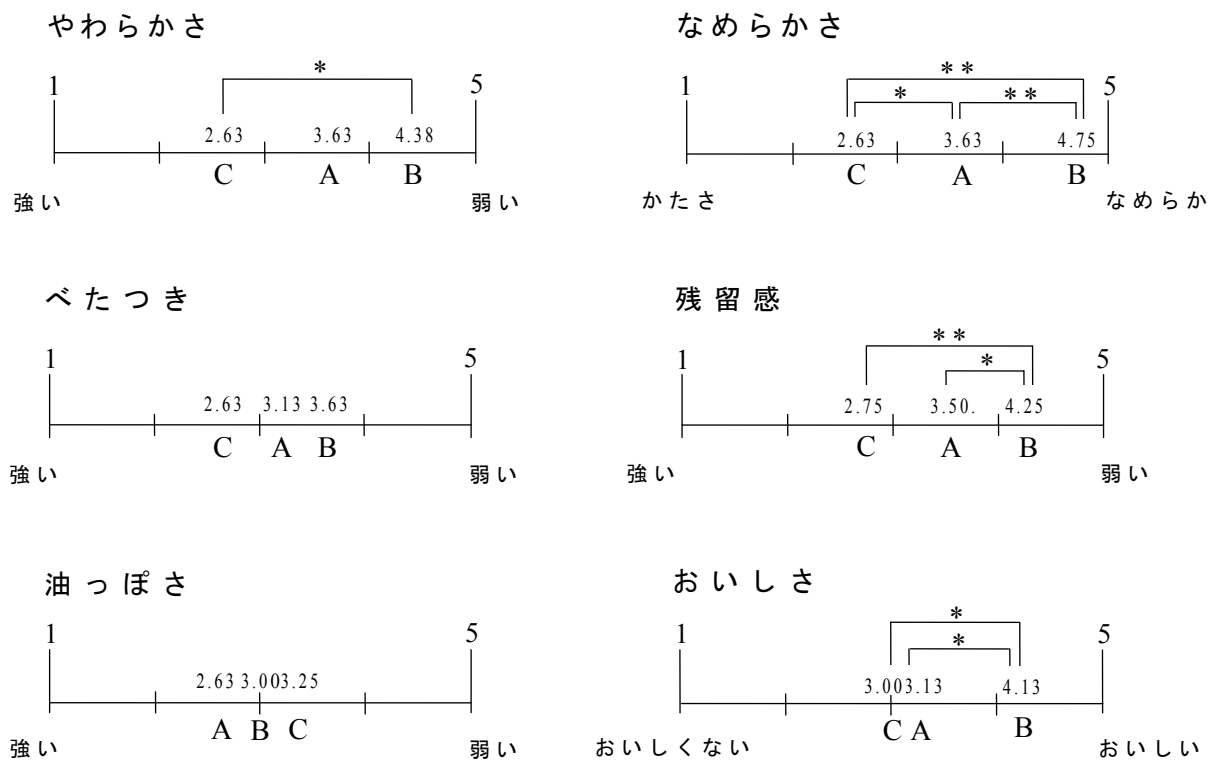 やわらかさ
*
1 5
2.63 3.63 4.38
C A B
強い 弱い
なめらかさ
**
* **
1 5
2.63 3.63 4.75
C A B
かたさ なめらか
べたつき
1 5
2.63 3.13 3.63
C A B
強い 弱い
残留感
**
*
1 5
2.75 3.50. 4.25
C A B
強い 弱い
油っぽさ
1 5
2.63 3.00 3.25
A B C
強い 弱い
おいしさ
*
*
1 5
3.00 3.13 4.13
C A B
おいしくない おいしい